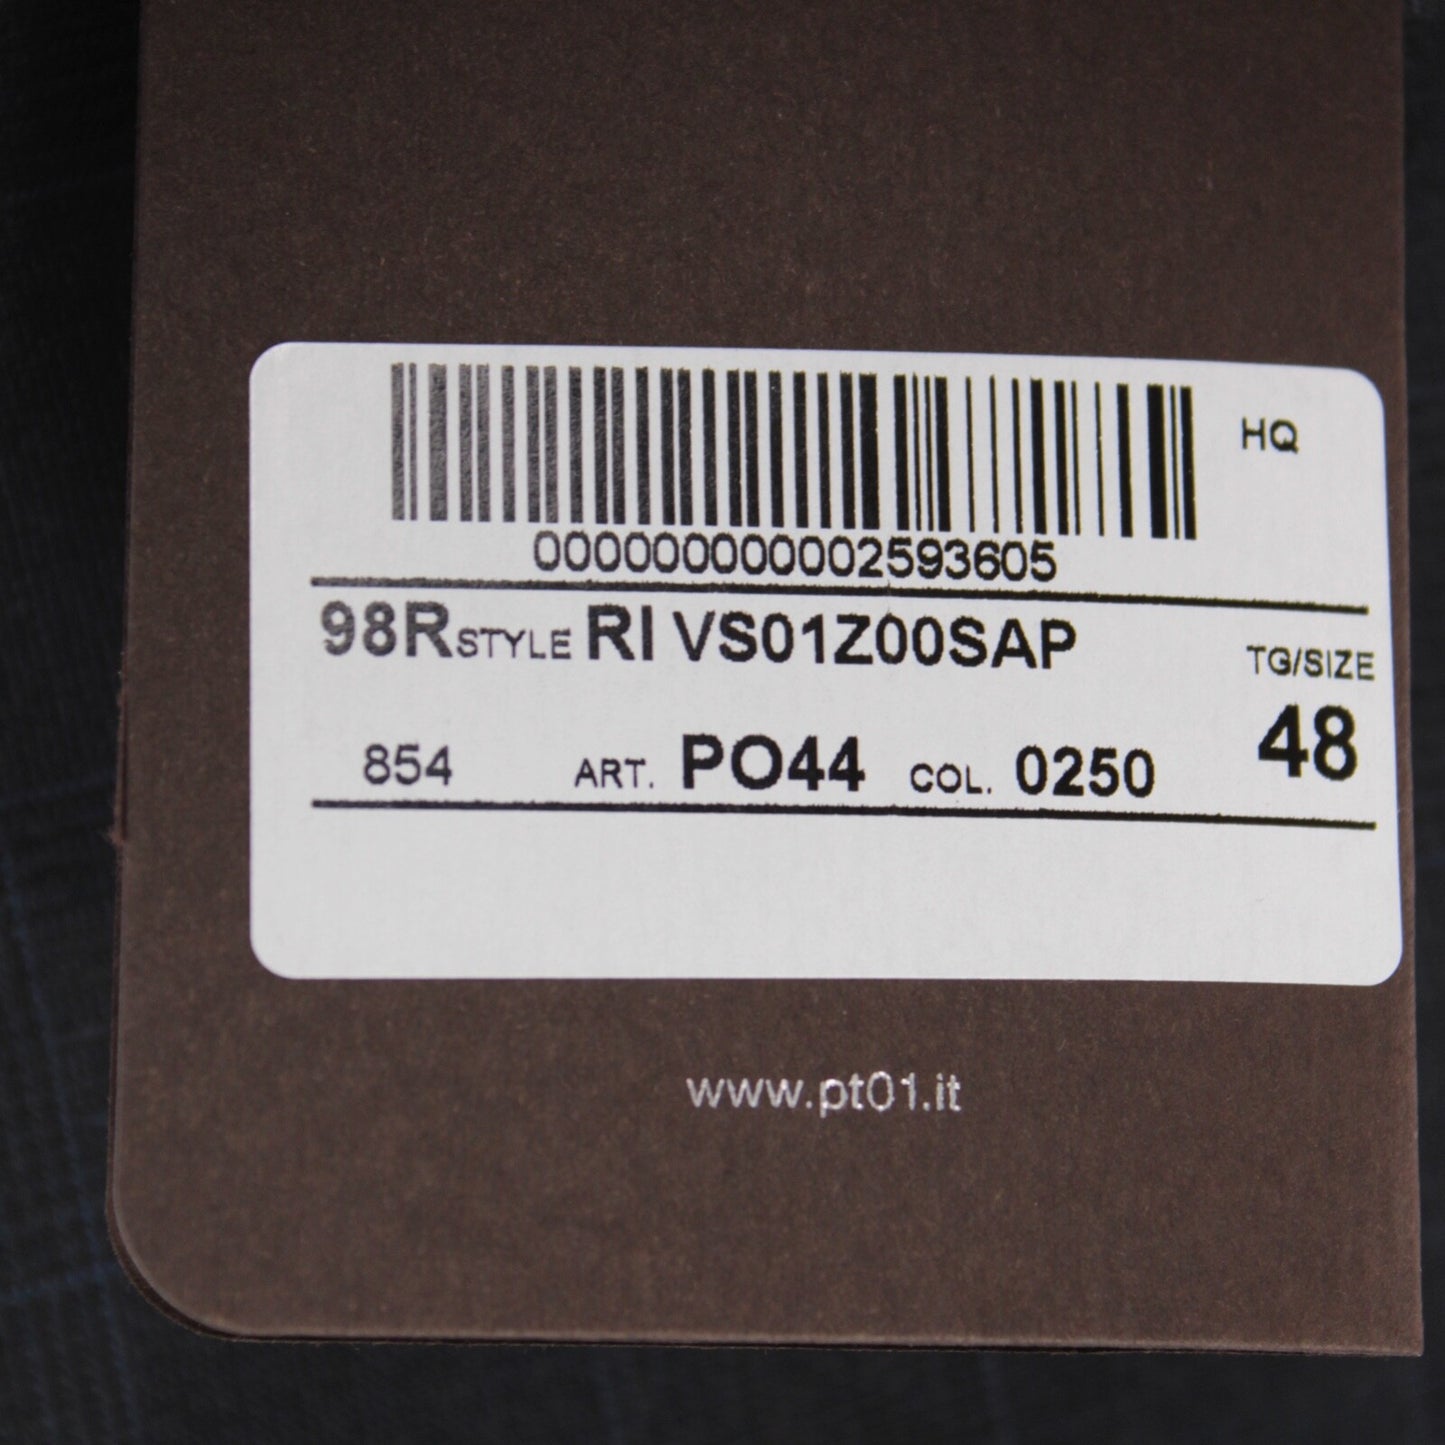 HQ
000000000002593605
98R STYLE RI VS01Z00SAP
TG/SIZE
48
854 ART. PO44 COL. 0250
www.pt01.it